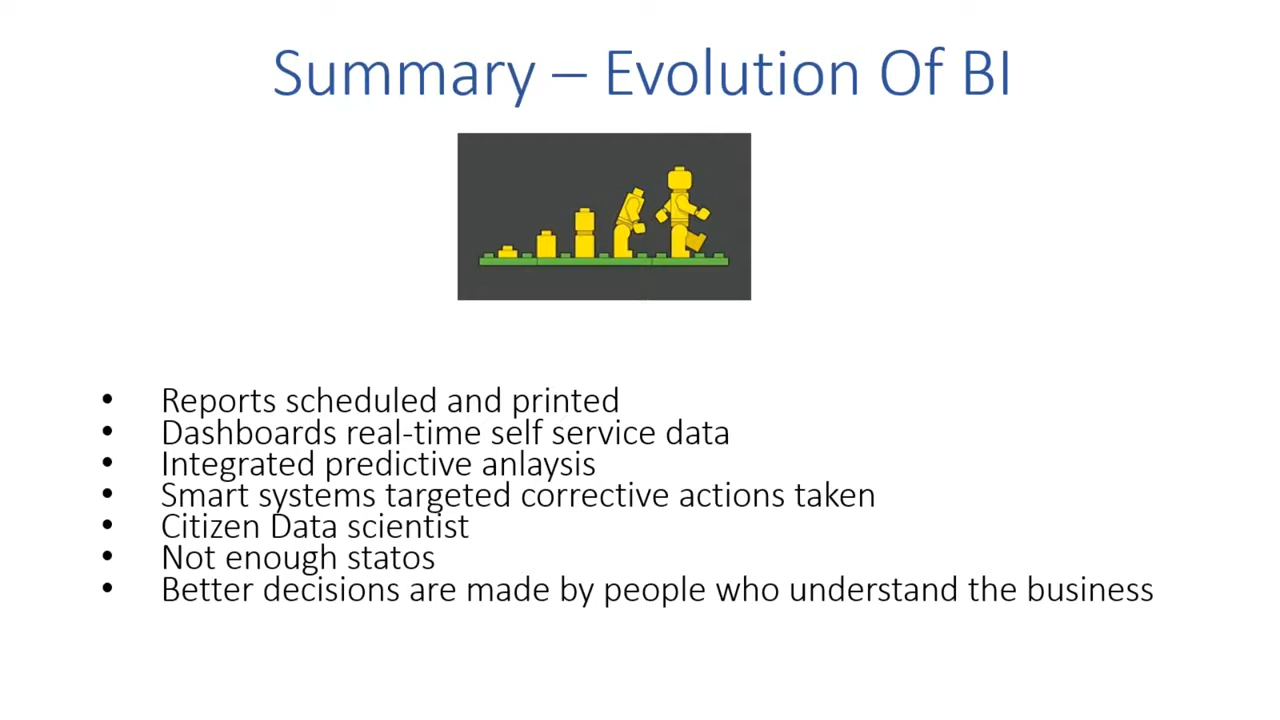 Summary – Evolution Of BI
• Reports scheduled and printed
• Dashboards real-time self service data
• Integrated predictive anlaysis
• Smart systems targeted corrective actions taken
• Citizen Data scientist
• Not enough statos
• Better decisions are made by people who understand the business